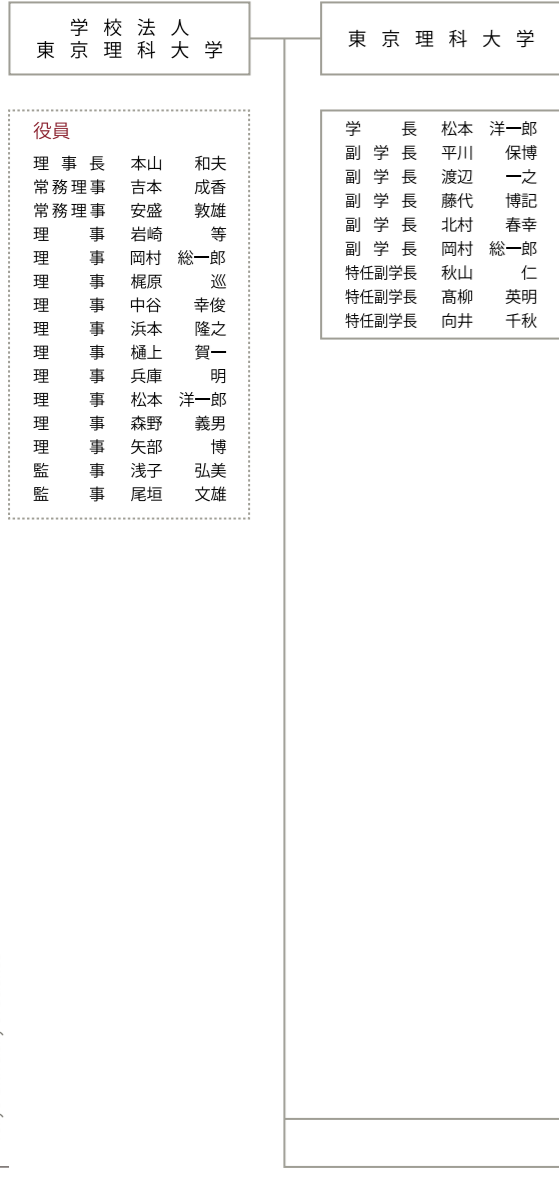 学校法人
東京理科大学
役員
理事長 本山 和夫
常務理事 吉本 成香
常務理事 安盛 敦雄
理事 岩崎 等
理事 岡村 総一郎
理事 梶原 巡
理事 中谷 幸俊
理事 浜本 隆之
理事 樋上 賀一
理事 兵庫 明
理事 松本 洋一郎
理事 森野 義男
理事 矢部 博
監事 浅子 弘美
監事 尾垣 文雄
東京理科大学
学長 松本 洋一郎
副学長 平川 保博
副学長 渡辺 一之
副学長 藤代 博記
副学長 北村 春幸
副学長 岡村 総一郎
特任副学長 秋山 仁
特任副学長 髙柳 英明
特任副学長 向井 千秋